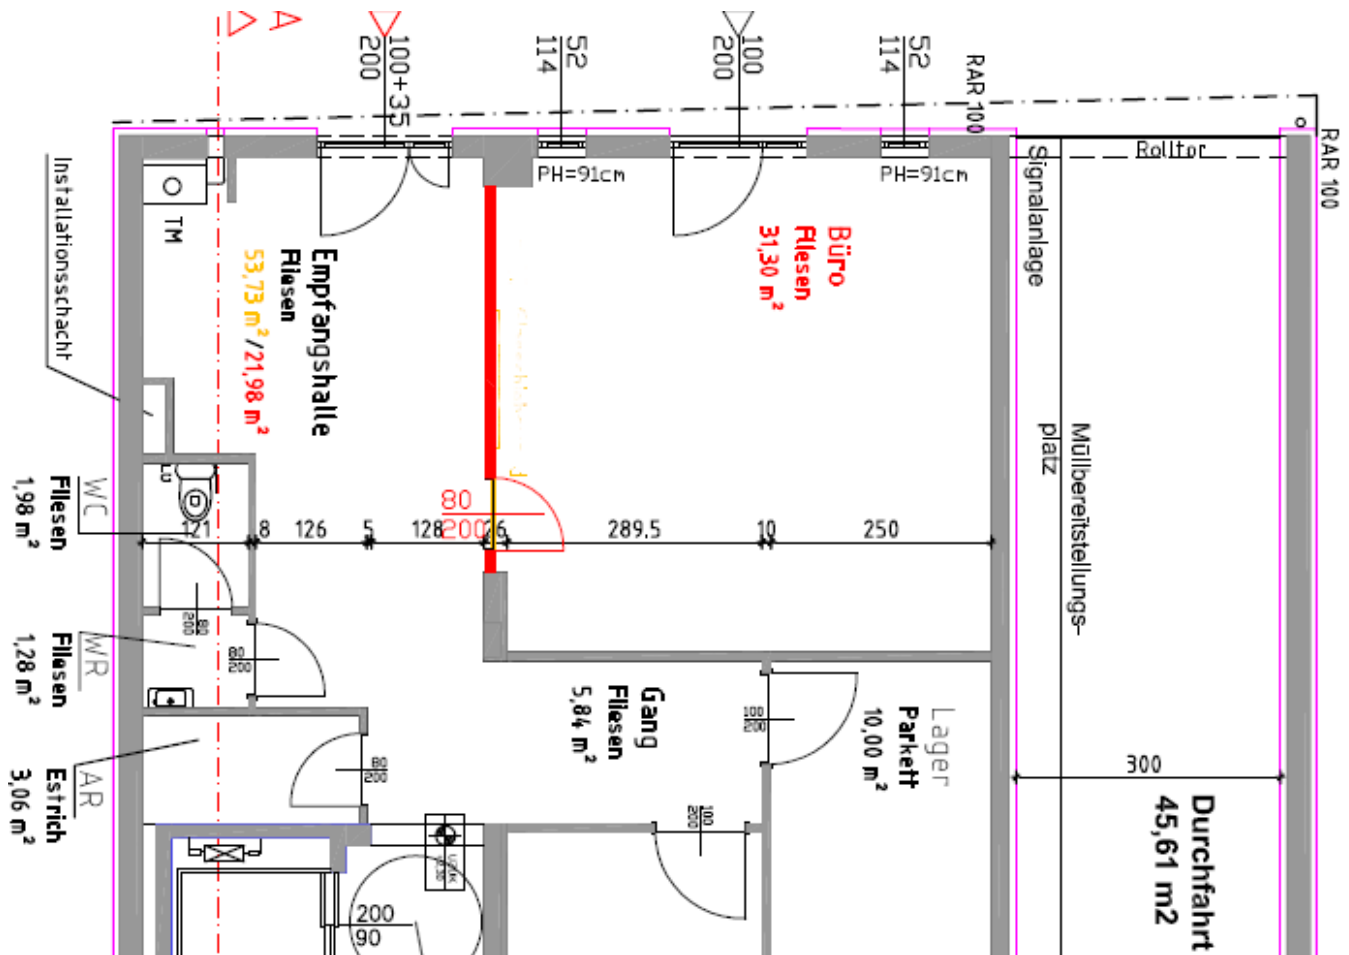 A
100+35
200
52
114
100
200
52
114
RAR 100
RAR 100
Rolltor
PH=91cm
PH=91cm
Signalanlage
Installationsschacht
TM
Empfangshalle
Fliesen
53,73 m² /21,98 m²
Büro
Fliesen
31,30 m²
Müllbereitstellungs-
platz
WC
Fliesen
1,98 m²
LÜ
80
200
121
8
126
5
128
26
289.5
10
250
80
200
80
200
WR
Fliesen
1,28 m²
Gang
Fliesen
5,84 m²
100
200
Lager
Parkett
10,00 m²
AR
Estrich
3,06 m²
80
200
100
200
300
Durchfahrt
45,61 m2
200
90